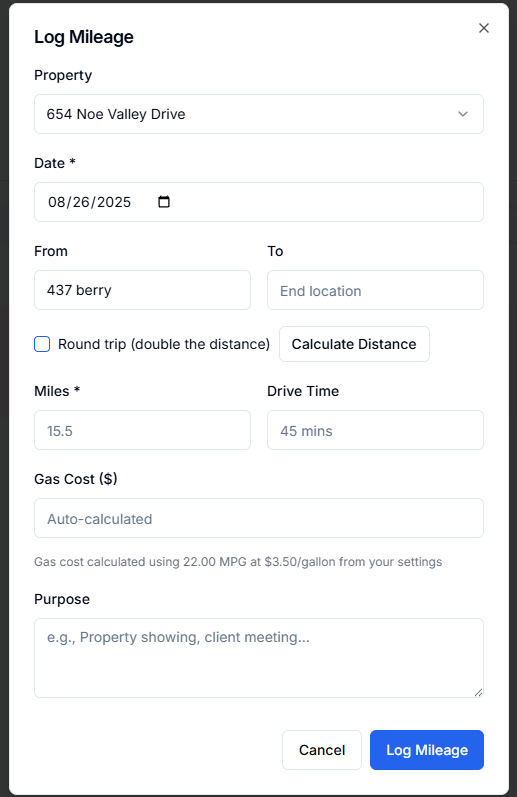 Log Mileage
Property
654 Noe Valley Drive
Date *
08/26/2025
From
To
437 berry
End location
Round trip (double the distance)
Calculate Distance
Miles *
Drive Time
15.5
45 mins
Gas Cost ($)
Auto-calculated
Gas cost calculated using 22.00 MPG at $3.50/gallon from your settings
Purpose
e.g., Property showing, client meeting...
Cancel
Log Mileage